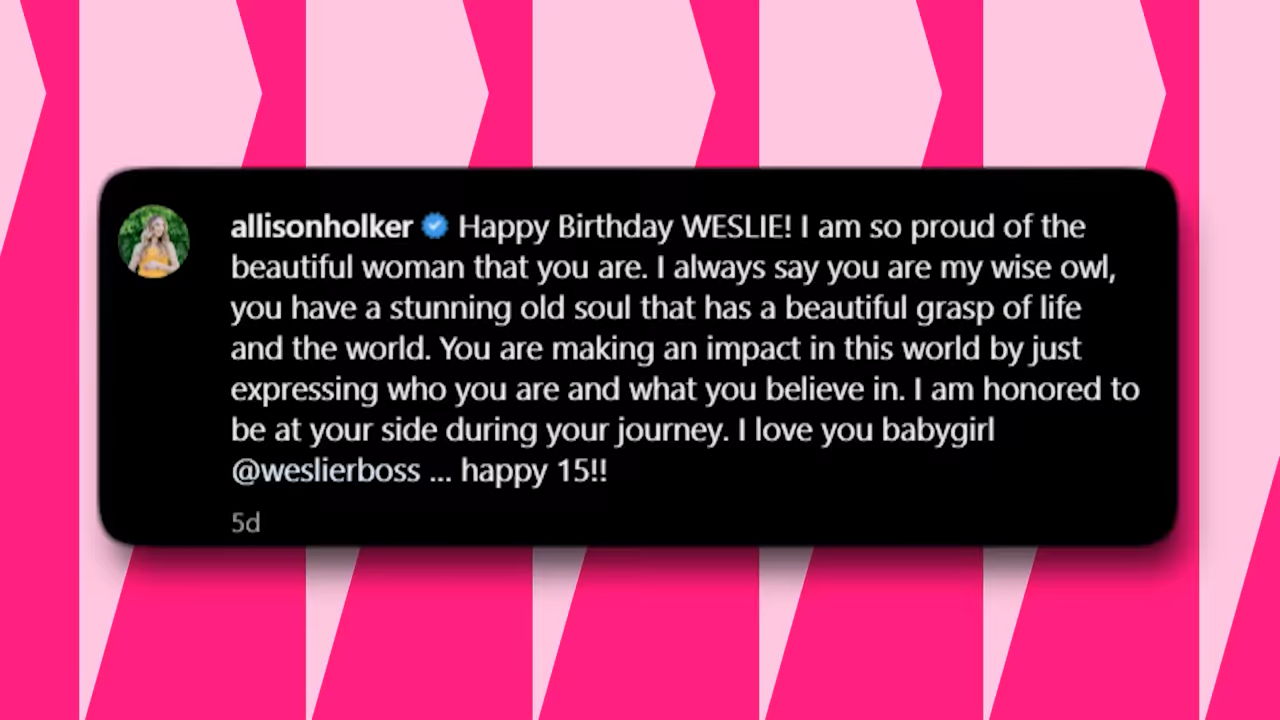 allisonholker Happy Birthday WESLIE! I am so proud of the
beautiful woman that you are. I always say you are my wise owl,
you have a stunning old soul that has a beautiful grasp of life
and the world. You are making an impact in this world by just
expressing who you are and what you believe in. I am honored to
be at your side during your journey. I love you babygirl
@weslierboss ... happy 15!!
5d